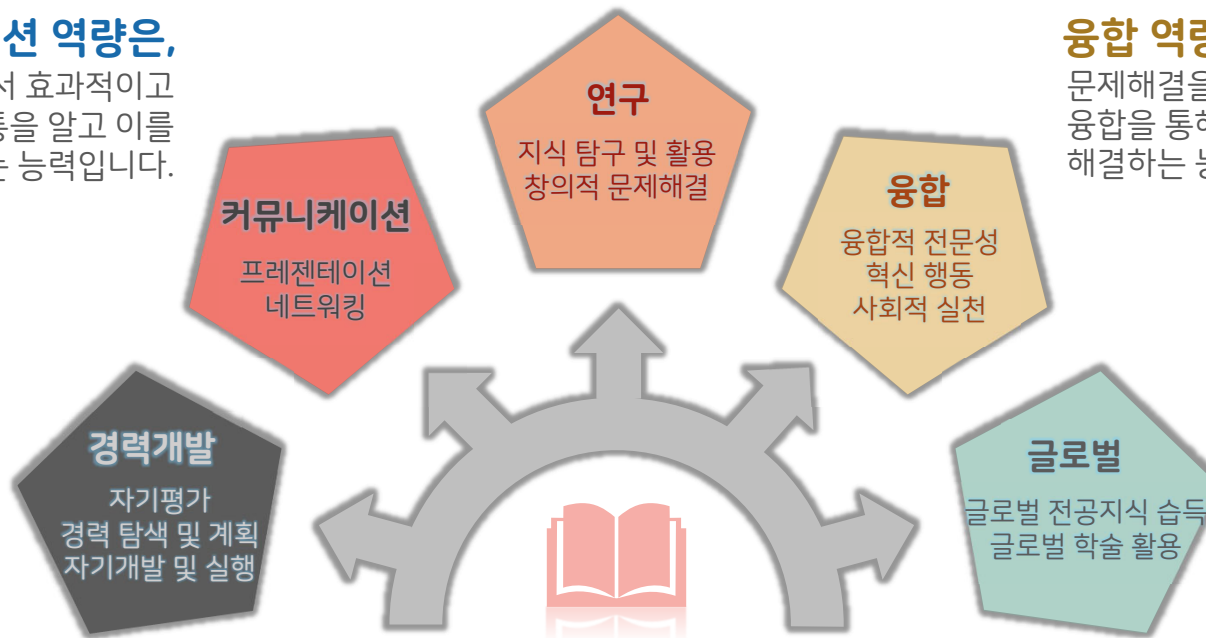 션 역량은,
서 효과적이고
통을 알고 이를
는 능력입니다.
융합 역량
문제해결을
융합을 통해
해결하는
연구
지식 탐구 및 활용
창의적 문제해결
커뮤니케이션
프레젠테이션
네트워킹
융합
융합적 전문성
혁신 행동
사회적 실천
경력개발
자기평가
경력 탐색 및 계획
자기개발 및 실행
글로벌
글로벌 전공지식 습득
글로벌 학술 활용